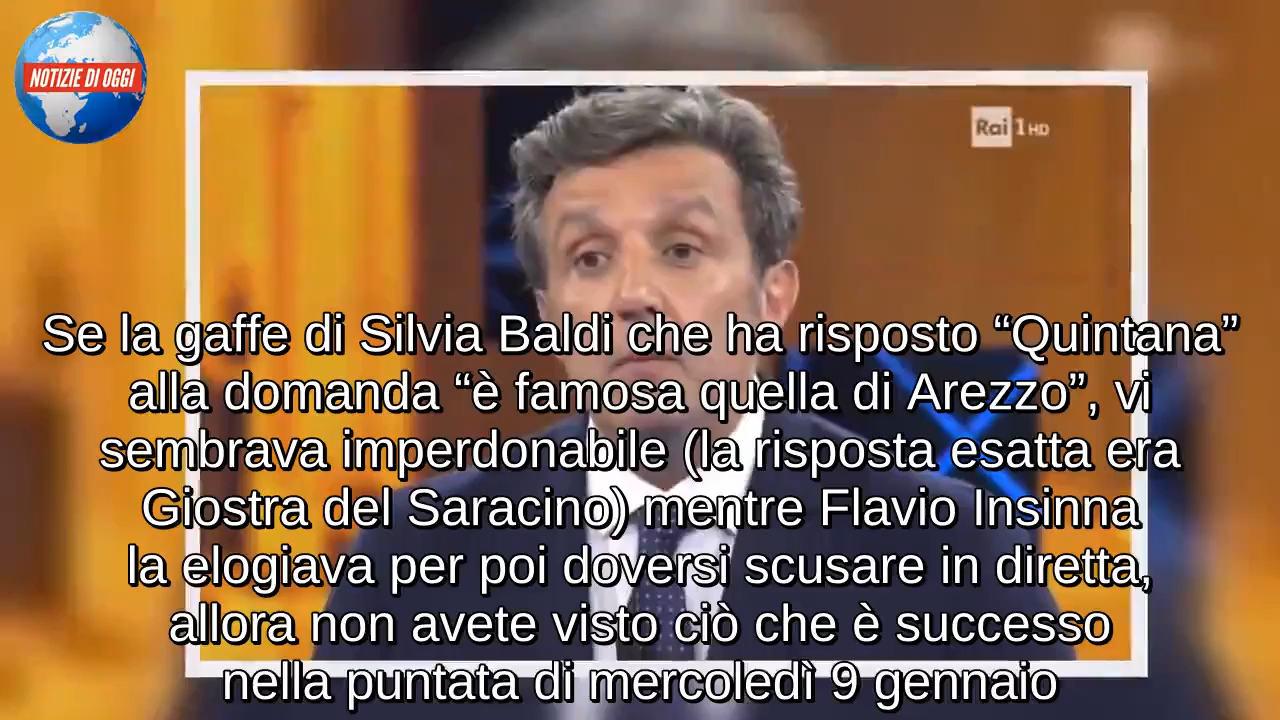 NOTIZIE DI OGGI
Rai 1 HD
Se la gaffe di Silvia Baldi che ha risposto “Quintana”
alla domanda “è famosa quella di Arezzo”, vi
sembrava imperdonabile (la risposta esatta era
Giostra del Saracino) mentre Flavio Insinna
la elogiava per poi doversi scusare in diretta,
allora non avete visto ciò che è successo
nella puntata di mercoledì 9 gennaio